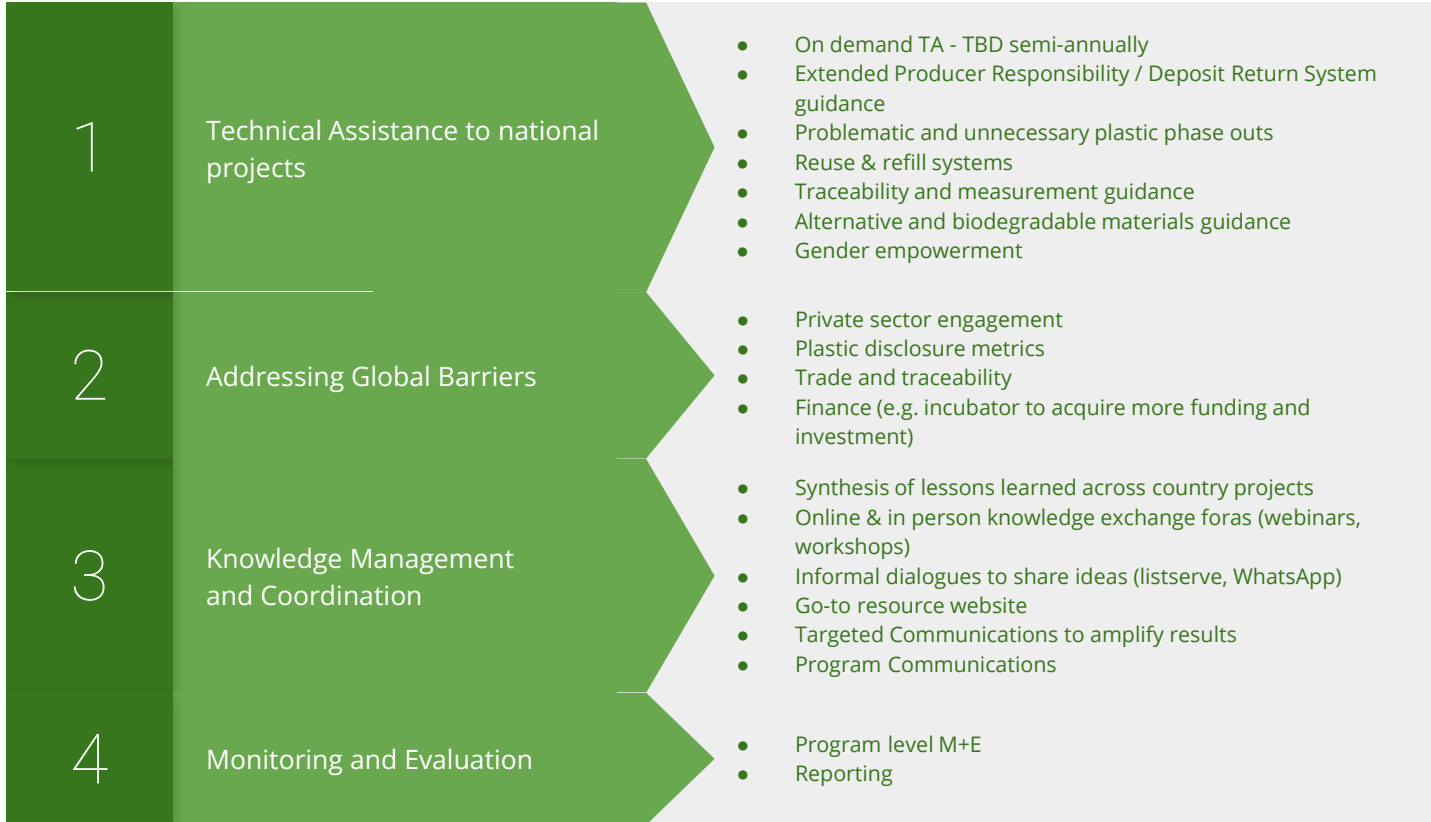 1
Technical Assistance to national
projects
● On demand TA - TBD semi-annually
● Extended Producer Responsibility / Deposit Return System
guidance
● Problematic and unnecessary plastic phase outs
● Reuse & refill systems
● Traceability and measurement guidance
● Alternative and biodegradable materials guidance
● Gender empowerment
2
Addressing Global Barriers
● Private sector engagement
● Plastic disclosure metrics
● Trade and traceability
● Finance (e.g. incubator to acquire more funding and
investment)
3
Knowledge Management
and Coordination
● Synthesis of lessons learned across country projects
● Online & in person knowledge exchange foras (webinars,
workshops)
● Informal dialogues to share ideas (listserve, WhatsApp)
● Go-to resource website
● Targeted Communications to amplify results
● Program Communications
4
Monitoring and Evaluation
● Program level M+E
● Reporting